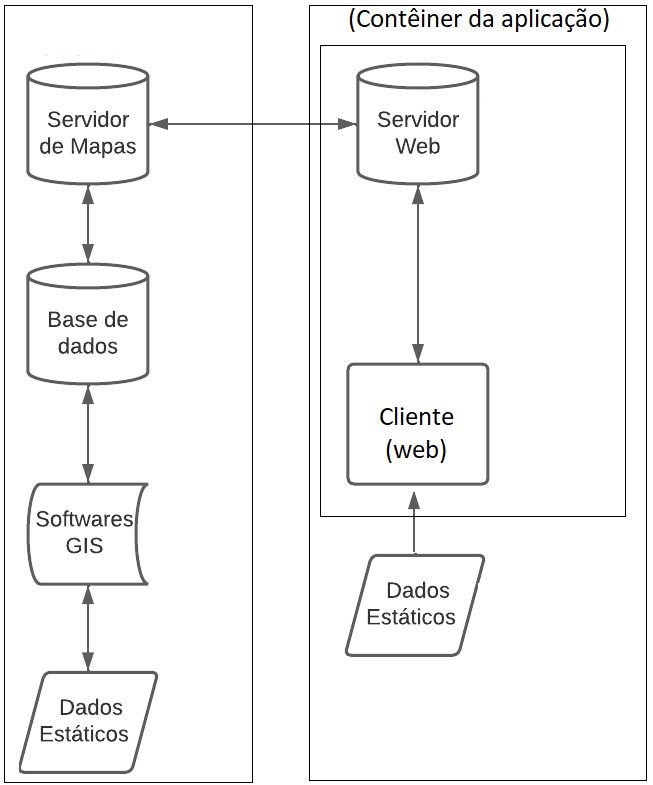 (Contêiner da aplicação)
Servidor
de Mapas
Servidor
Web
Base de
dados
Cliente
(web)
Softwares
GIS
Dados
Estáticos
Dados
Estáticos